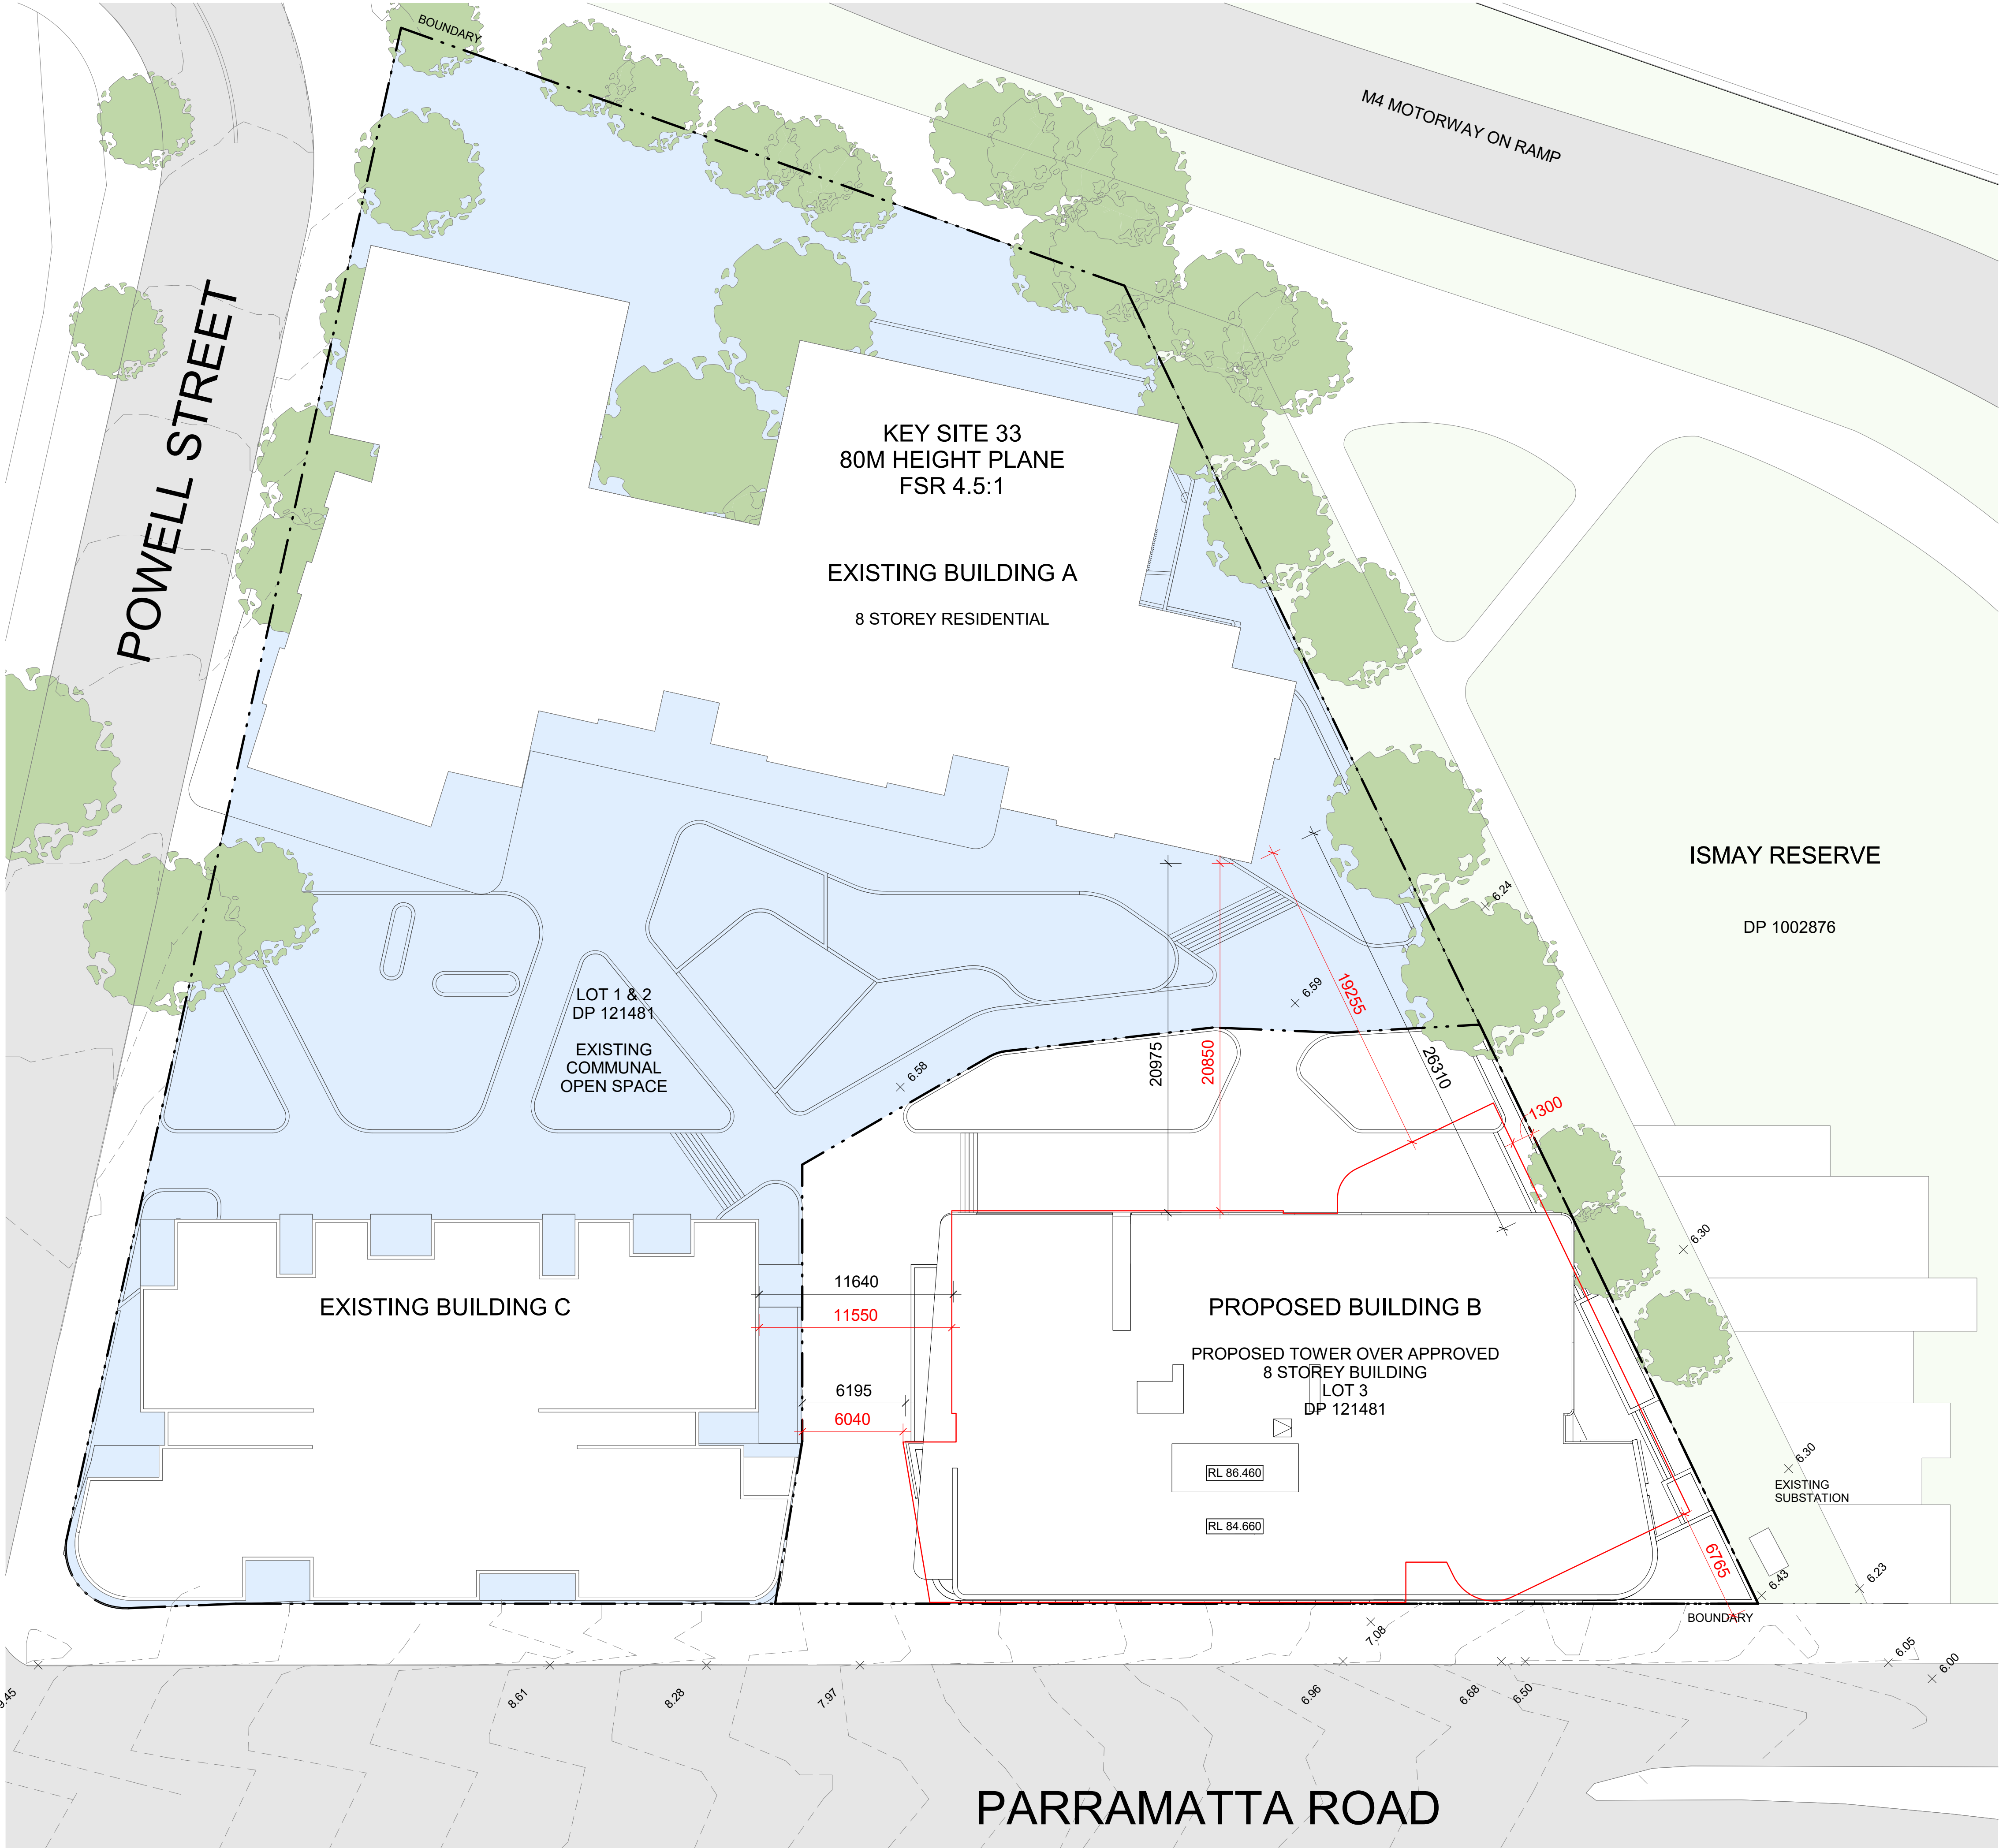 BOUNDARY
M4 MOTORWAY ON RAMP
POWELL STREET
KEY SITE 33
80M HEIGHT PLANE
FSR 4.5:1
EXISTING BUILDING A
8 STOREY RESIDENTIAL
ISMAY RESERVE
DP 1002876
6.24
6.59
19255
26310
20975
20850
LOT 1 & 2
DP 121481
EXISTING
COMMUNAL
OPEN SPACE
6.58
1300
6.30
EXISTING BUILDING C
11640
11550
6195
6040
PROPOSED BUILDING B
PROPOSED TOWER OVER APPROVED
8 STOREY BUILDING
LOT 3
DP 121481
RL 86.460
RL 84.660
6.30
EXISTING
SUBSTATION
6765
6.43
6.23
BOUNDARY
7.08
6.05
6.00
8.61
8.28
7.97
6.96
6.68
6.50
PARRAMATTA ROAD